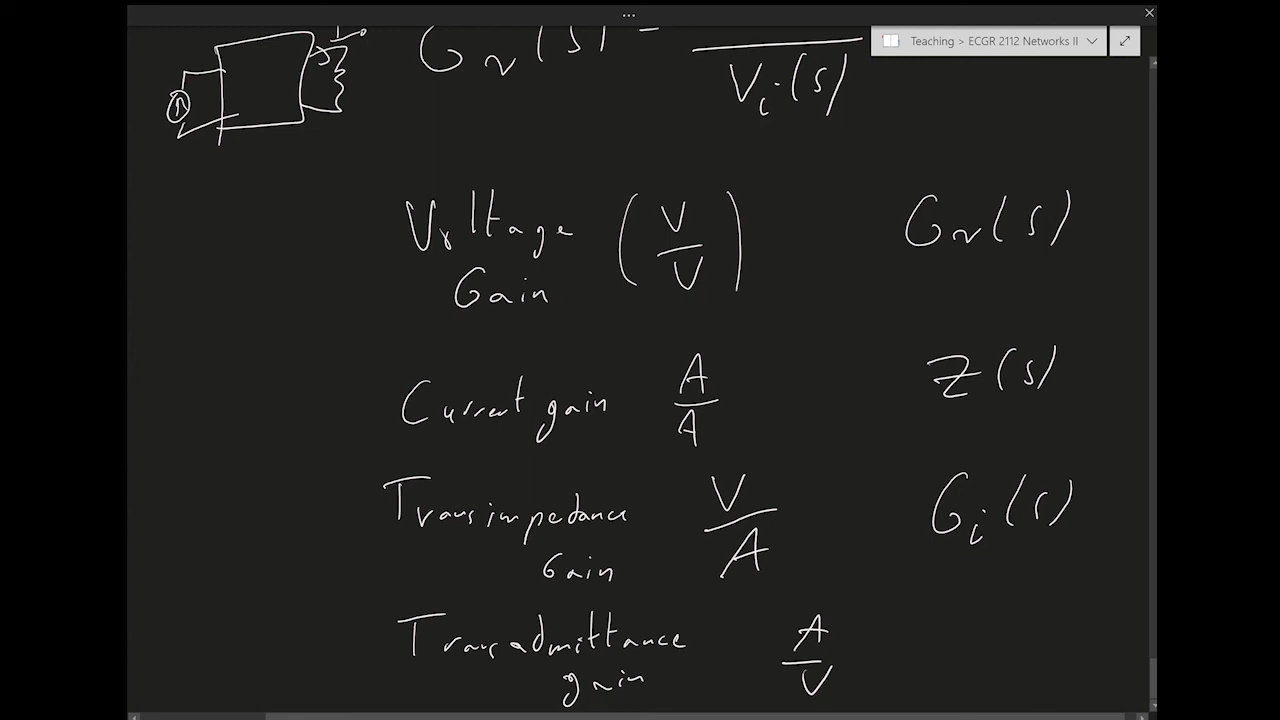 Teaching > ECGR 2112 Networks II
Gv(s) =
Vi(s)
Voltage Gain (V/V) Gv(s)
Current gain A/A Z(s)
Transimpedance Gain V/A Gi(s)
Transadmittance gain A/V